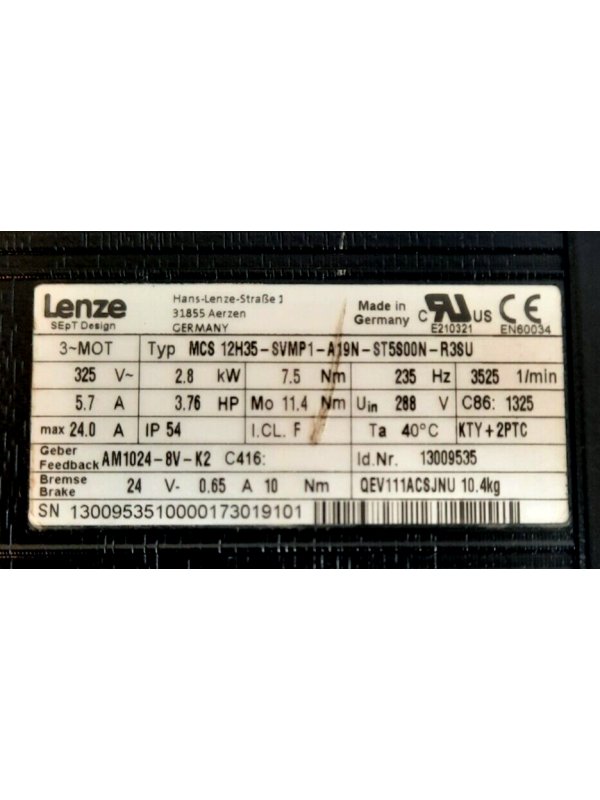 Lenze
SEpT Design
Hans-Lenze-Straße 1
31855 Aerzen
GERMANY
Made in
Germany
C RU US CE
E210321 EN60034
3~MOT Typ MCS 12H35-SVMP1-A19N-ST5S00N-R3SU
325 V~ 2.8 kW 7.5 Nm 235 Hz 3525 1/min
5.7 A 3.76 HP Mo 11.4 Nm Uin 288 V C86: 1325
max 24.0 A IP 54 I.CL. F Ta 40°C KTY+2PTC
Geber
Feedback AM1024-8V-K2 C416: Id.Nr. 13009535
Bremse
Brake 24 V- 0.65 A 10 Nm QEV111ACSJNU 10.4kg
SN 1300953510000173019101